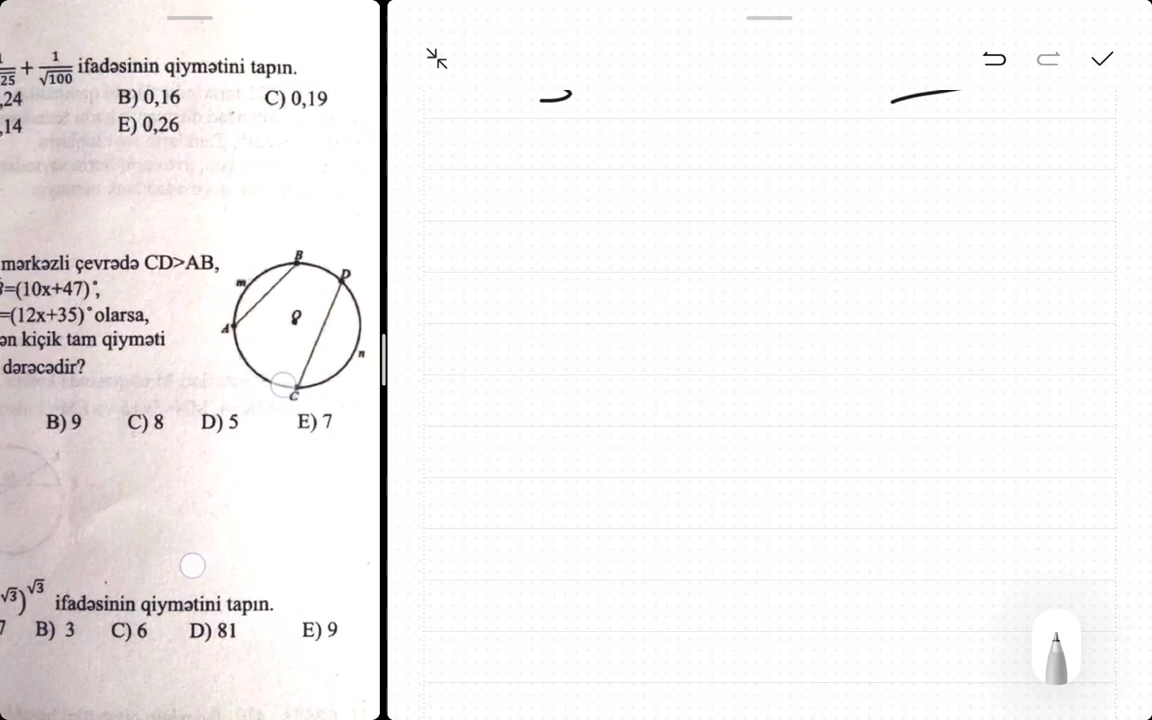 /25 + 1/√100 ifadəsinin qiymətini tapın.
,24 B) 0,16 C) 0,19
,14 E) 0,26
mərkəzli çevrədə CD>AB,
=(10x+47)°,
=(12x+35)° olarsa,
ən kiçik tam qiyməti
dərəcədir?
B
D
m
A
n
C
B) 9 C) 8 D) 5 E) 7
√3)^√3 ifadəsinin qiymətini tapın.
7 B) 3 C) 6 D) 81 E) 9